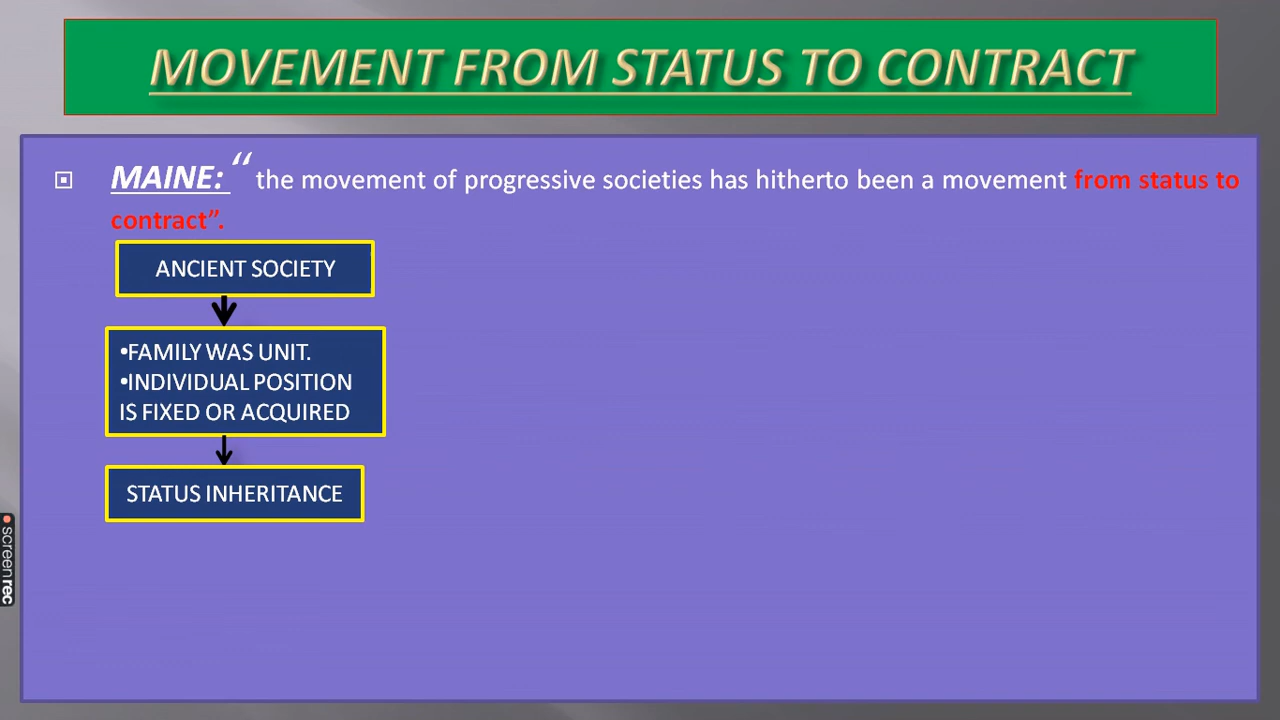 MOVEMENT FROM STATUS TO CONTRACT
MAINE: “ the movement of progressive societies has hitherto been a movement from status to
contract”.
ANCIENT SOCIETY
•FAMILY WAS UNIT.
•INDIVIDUAL POSITION
IS FIXED OR ACQUIRED
STATUS INHERITANCE
screenrec